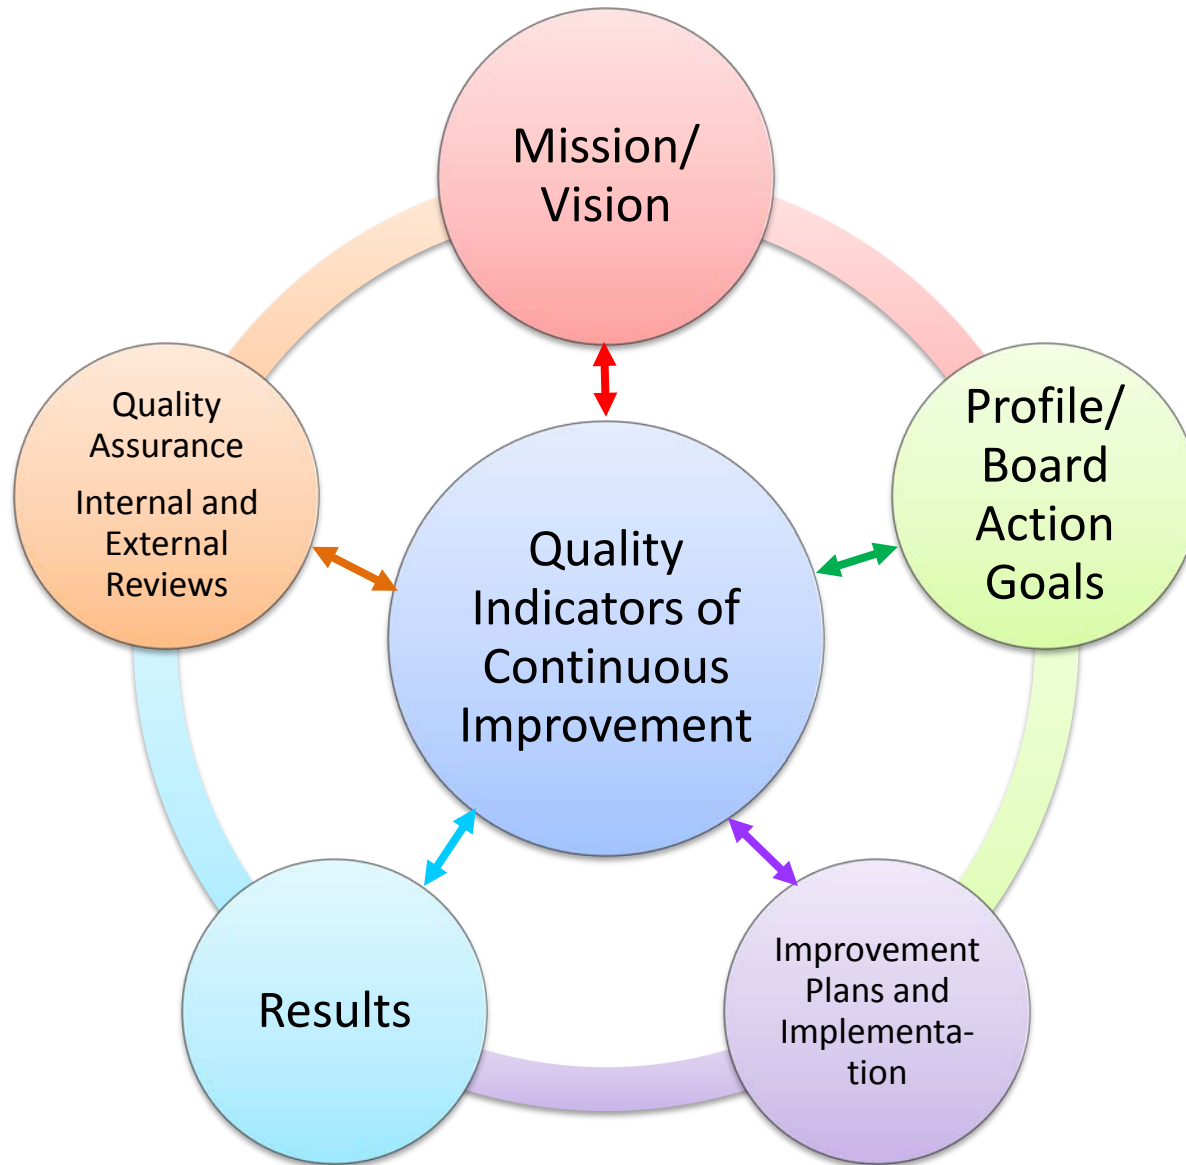 Mission/
Vision
Profile/
Board
Action
Goals
Quality
Assurance
Internal and
External
Reviews
Quality
Indicators of
Continuous
Improvement
Improvement
Plans and
Implementa-
tion
Results